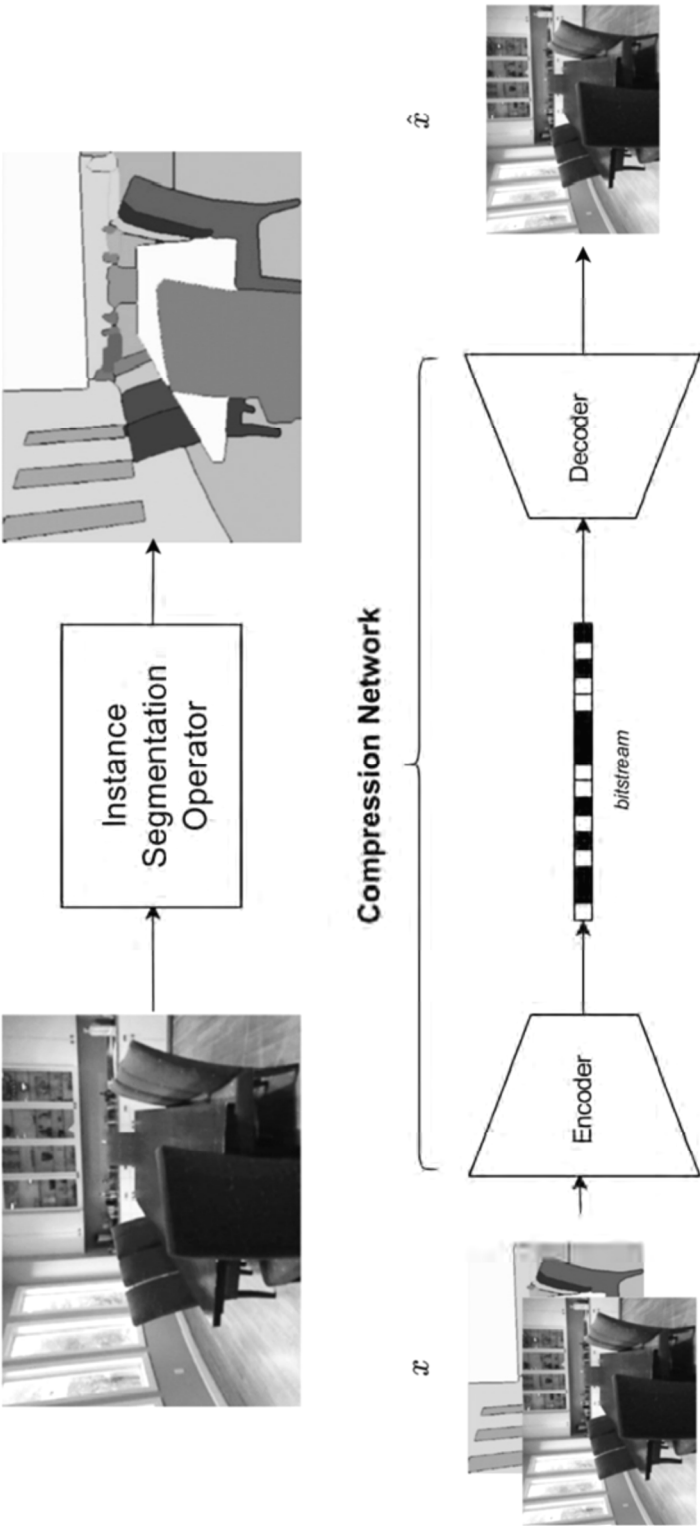 Instance
Segmentation
Operator
Compression Network
x
Encoder
bitstream
Decoder
x̂